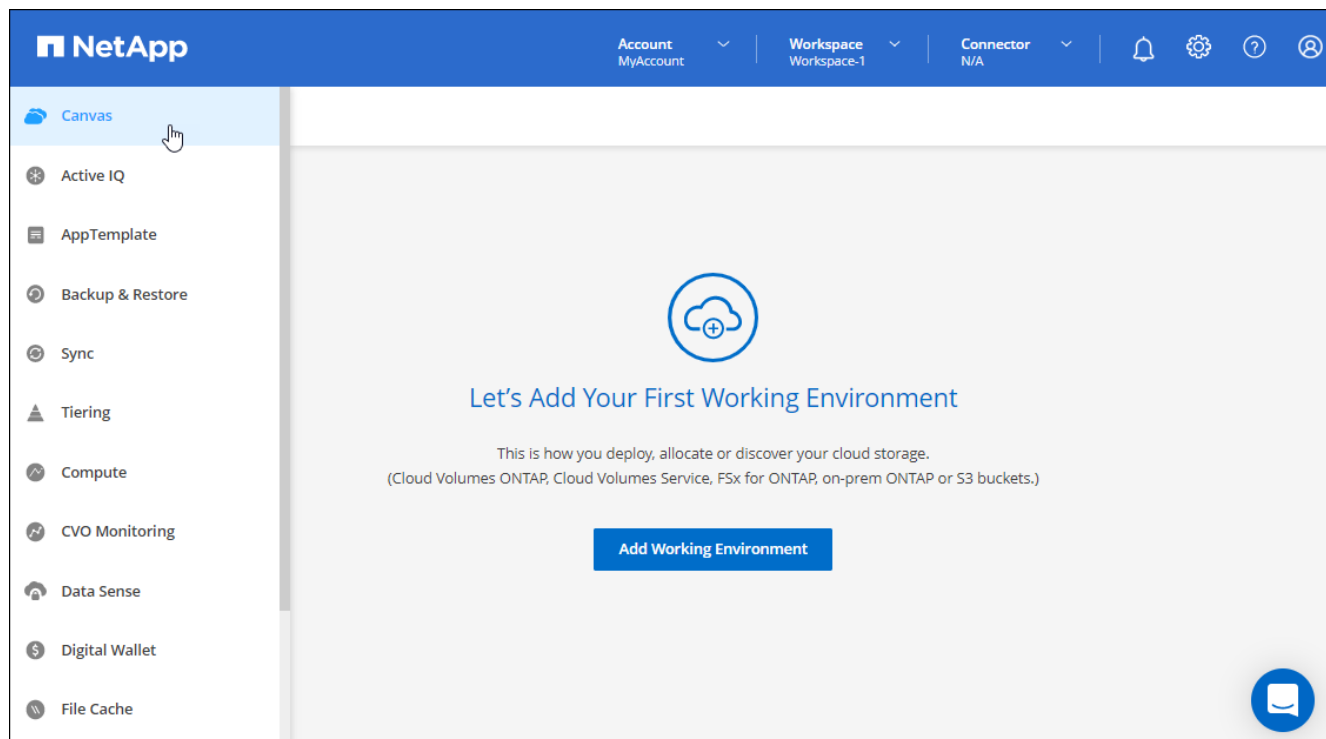 NetApp
Account
MyAccount
Workspace
Workspace-1
Connector
N/A
Canvas
Active IQ
AppTemplate
Backup & Restore
Sync
Tiering
Compute
CVO Monitoring
Data Sense
Digital Wallet
File Cache
Let's Add Your First Working Environment
This is how you deploy, allocate or discover your cloud storage.
(Cloud Volumes ONTAP, Cloud Volumes Service, FSx for ONTAP, on-prem ONTAP or S3 buckets.)
Add Working Environment